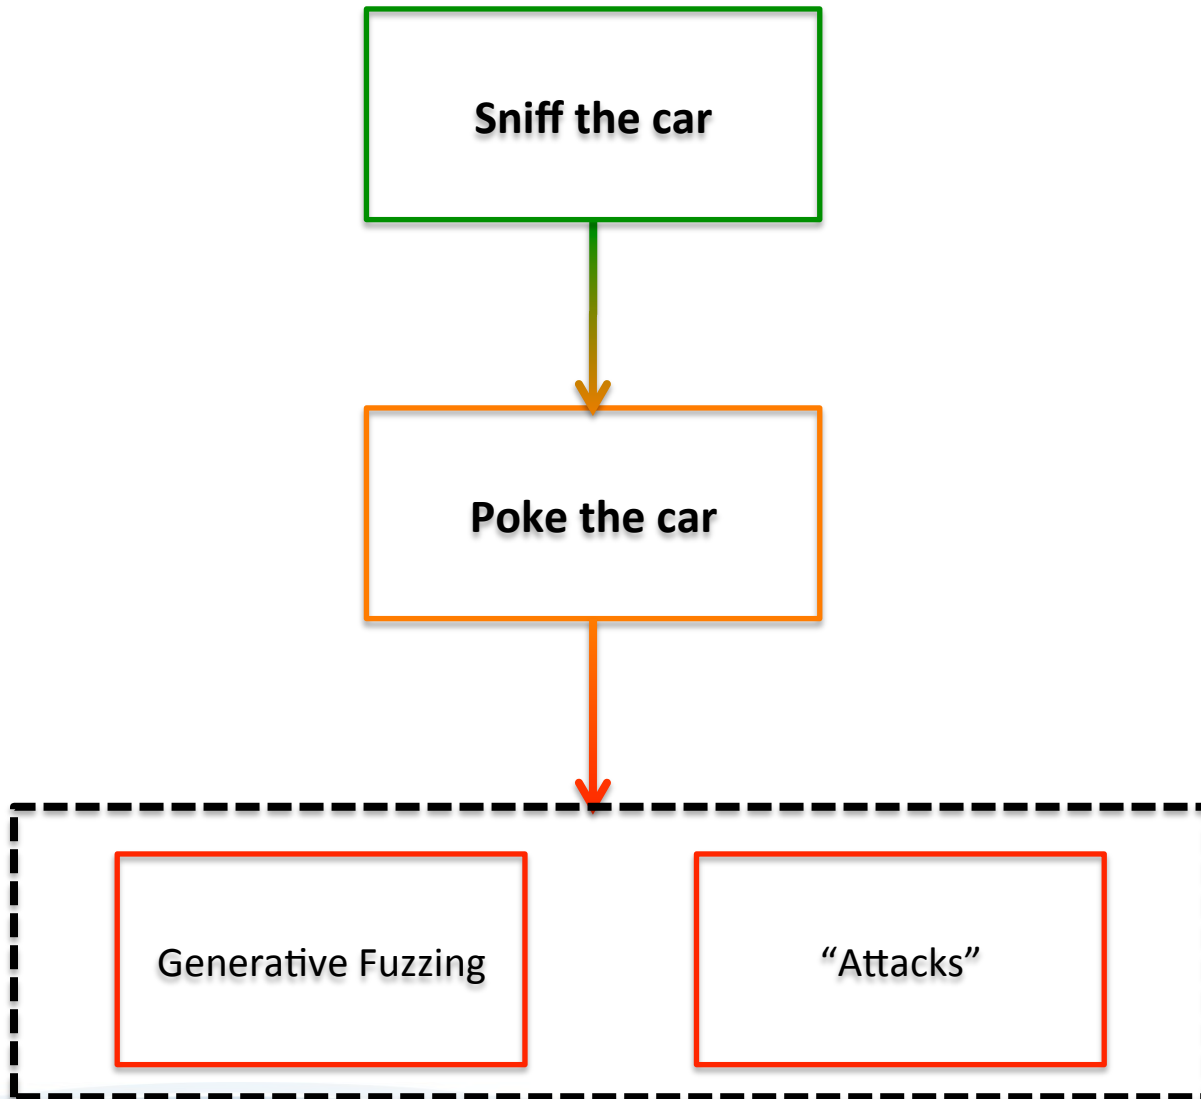 Sniff the car
Poke the car
Generative Fuzzing
“Attacks”